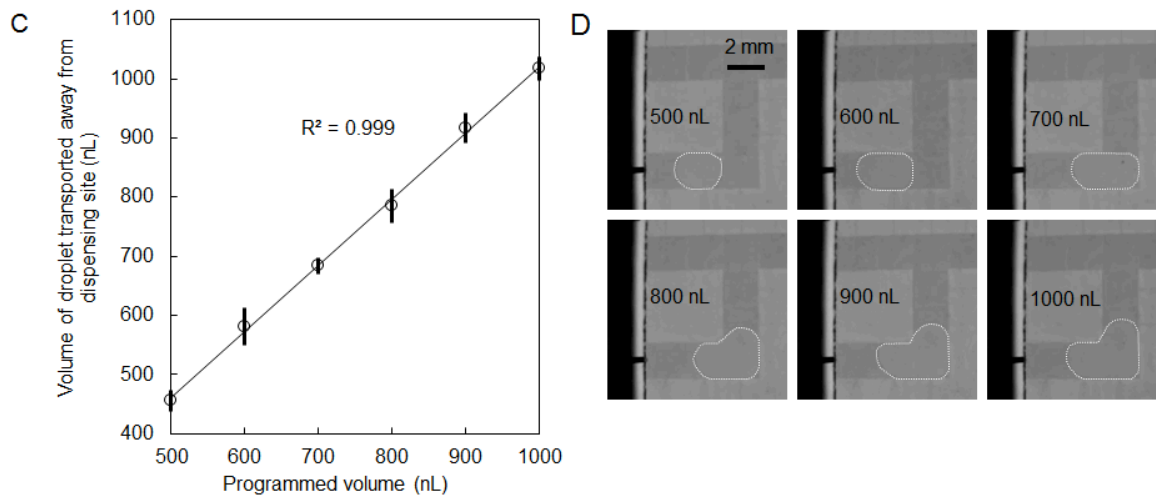 C
Volume of droplet transported away from
dispensing site (nL)
1100
1000
900
800
700
600
500
400
R² = 0.999
500 600 700 800 900 1000
Programmed volume (nL)
D
2 mm
500 nL
600 nL
700 nL
800 nL
900 nL
1000 nL